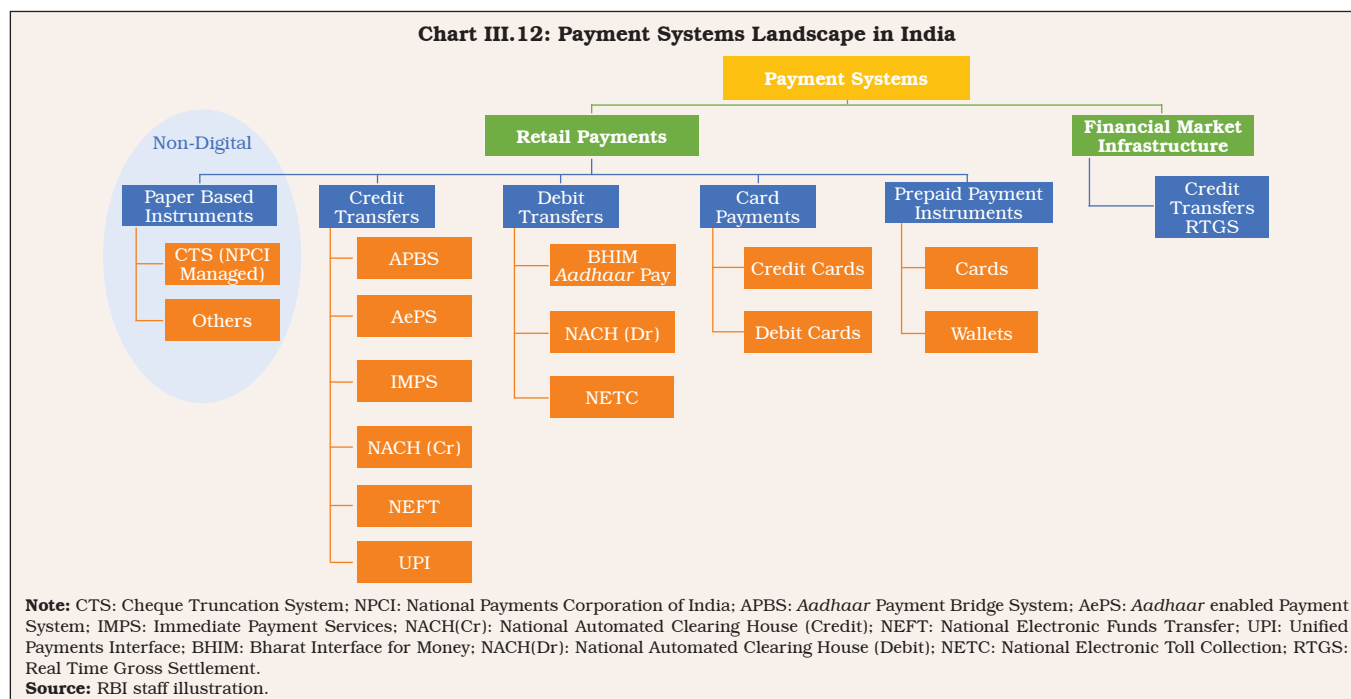 Chart III.12: Payment Systems Landscape in India
Payment Systems
Retail Payments
Financial Market
Infrastructure
Non-Digital
Paper Based
Instruments
CTS (NPCI
Managed)
Others
Credit
Transfers
APBS
AePS
IMPS
NACH (Cr)
NEFT
UPI
Debit
Transfers
BHIM
Aadhaar Pay
NACH (Dr)
NETC
Card
Payments
Credit Cards
Debit Cards
Prepaid Payment
Instruments
Cards
Wallets
Credit
Transfers
RTGS
Note: CTS: Cheque Truncation System; NPCI: National Payments Corporation of India; APBS: Aadhaar Payment Bridge System; AePS: Aadhaar enabled Payment
System; IMPS: Immediate Payment Services; NACH(Cr): National Automated Clearing House (Credit); NEFT: National Electronic Funds Transfer; UPI: Unified
Payments Interface; BHIM: Bharat Interface for Money; NACH(Dr): National Automated Clearing House (Debit); NETC: National Electronic Toll Collection; RTGS:
Real Time Gross Settlement.
Source: RBI staff illustration.